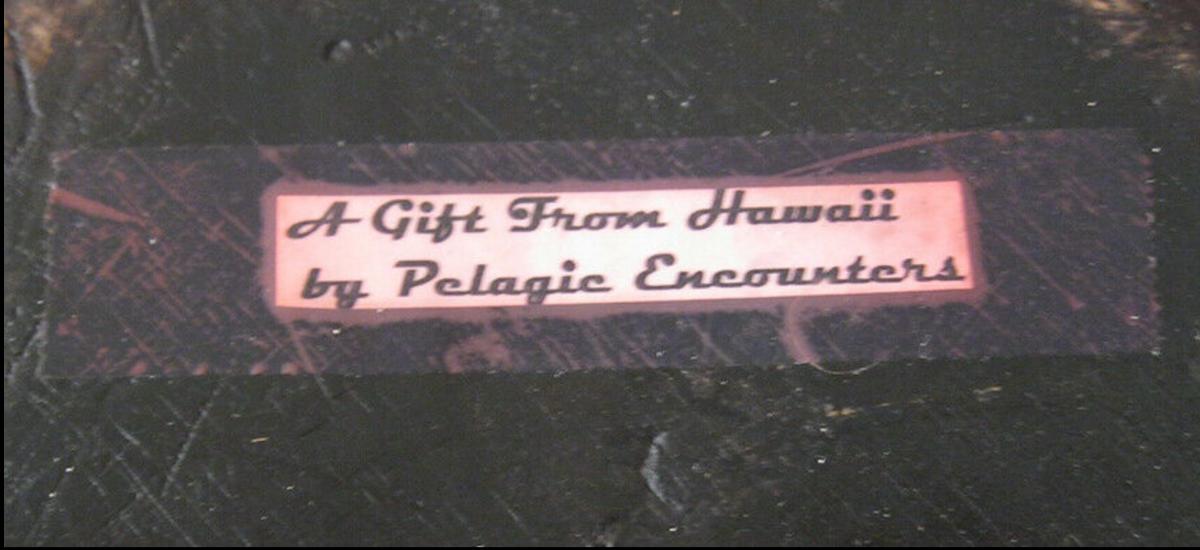 A Gift From Hawaii
by Pelagic Encounters